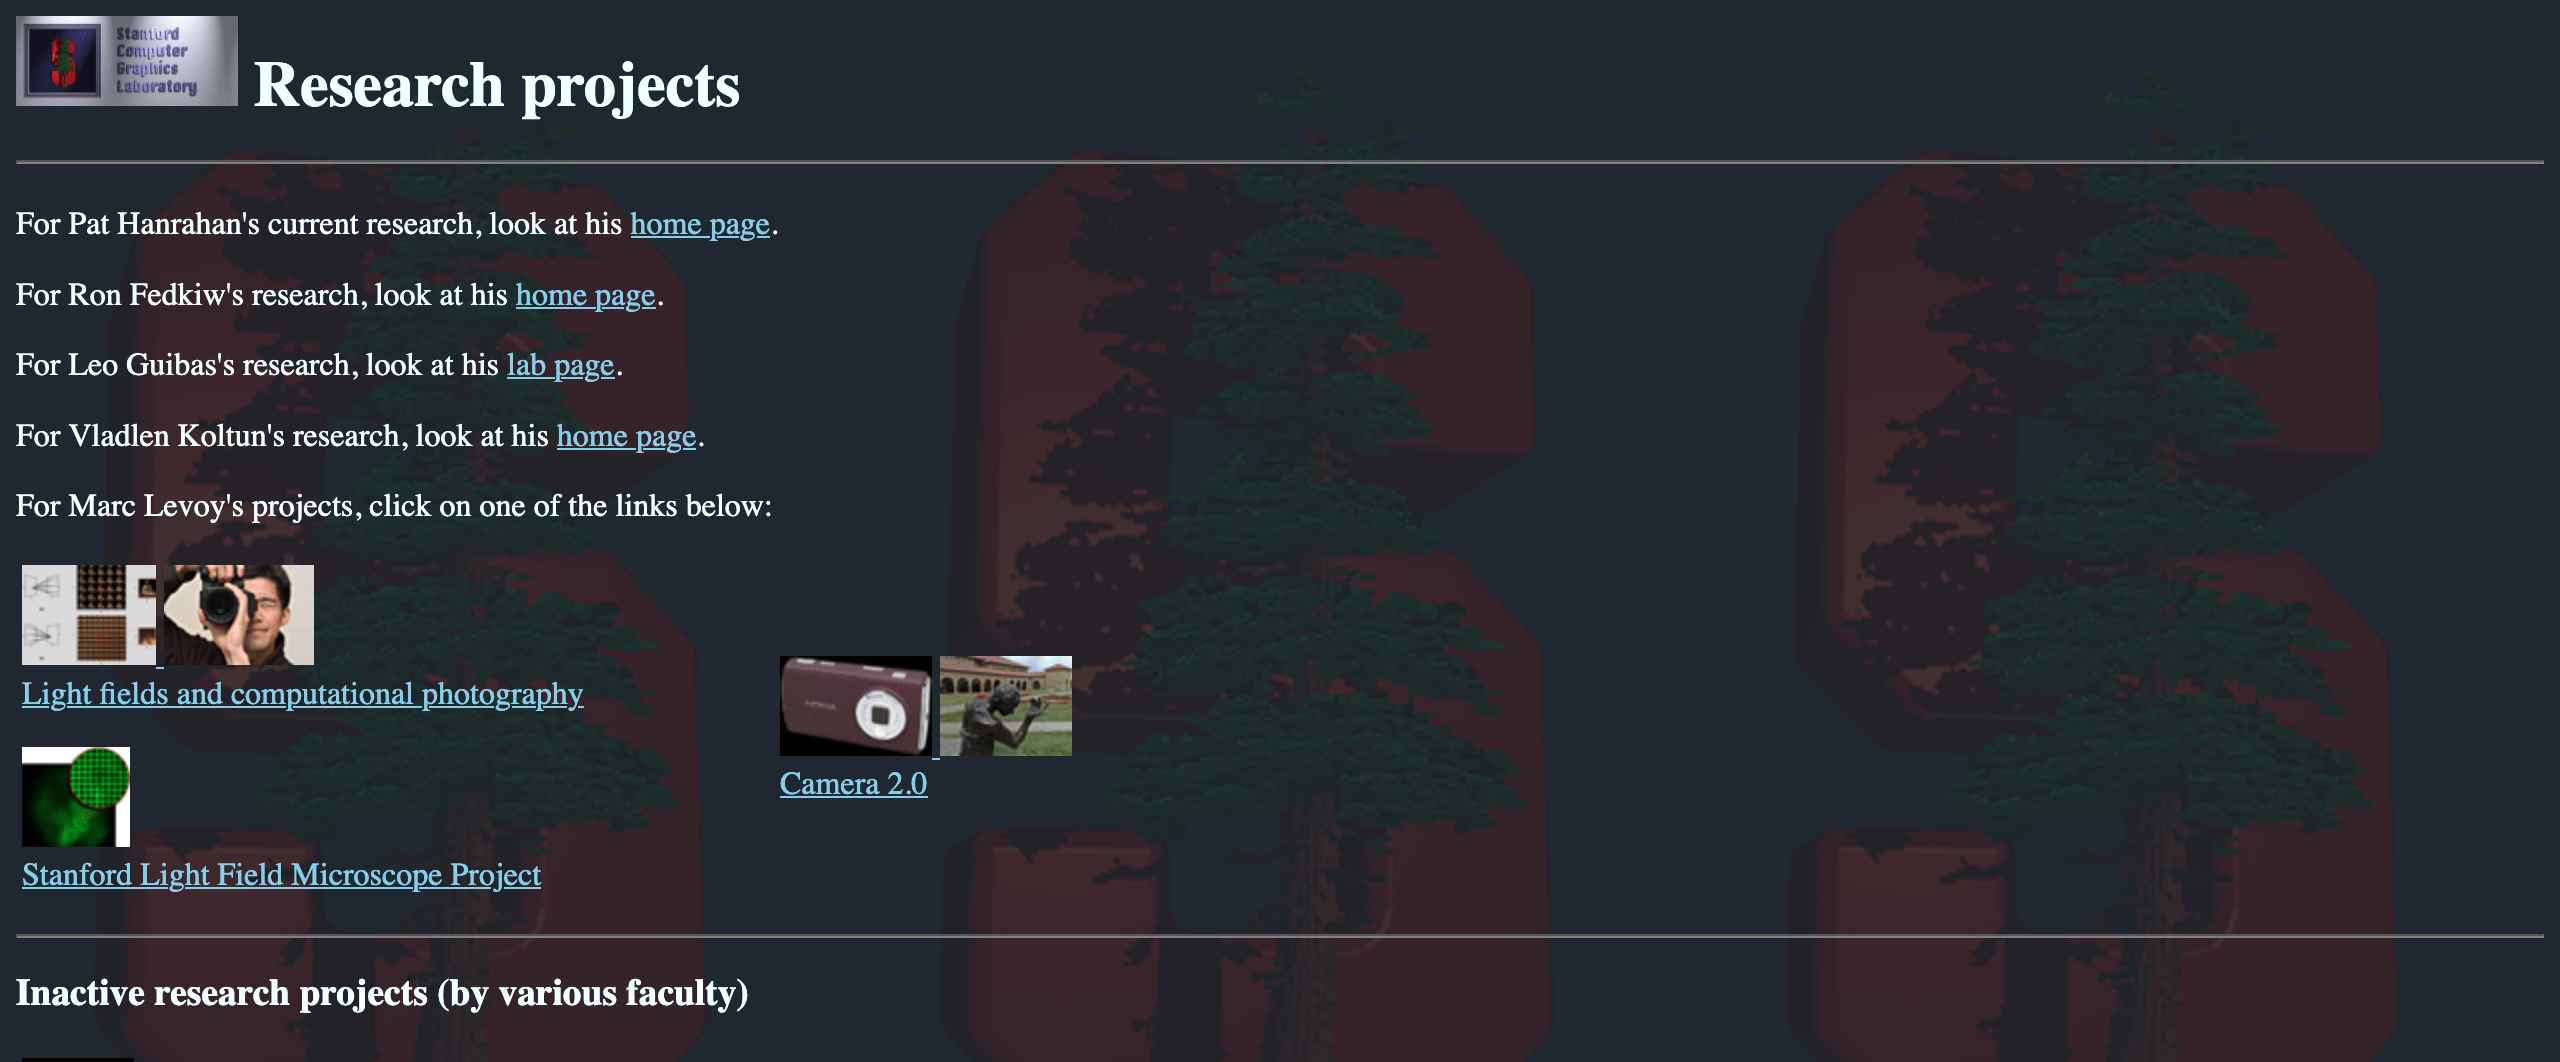 Stanford
Computer
Graphics
Laboratory
Research projects
For Pat Hanrahan's current research, look at his home page.
For Ron Fedkiw's research, look at his home page.
For Leo Guibas's research, look at his lab page.
For Vladlen Koltun's research, look at his home page.
For Marc Levoy's projects, click on one of the links below:
Light fields and computational photography
NOKIA
Camera 2.0
Stanford Light Field Microscope Project
Inactive research projects (by various faculty)